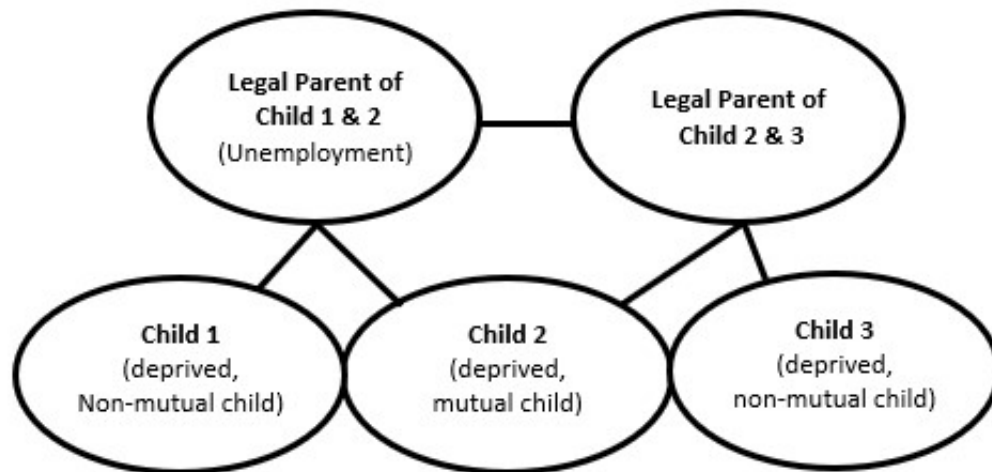 Legal Parent of
Child 1 & 2
(Unemployment)
Legal Parent of
Child 2 & 3
Child 1
(deprived,
Non-mutual child)
Child 2
(deprived,
mutual child)
Child 3
(deprived,
non-mutual child)